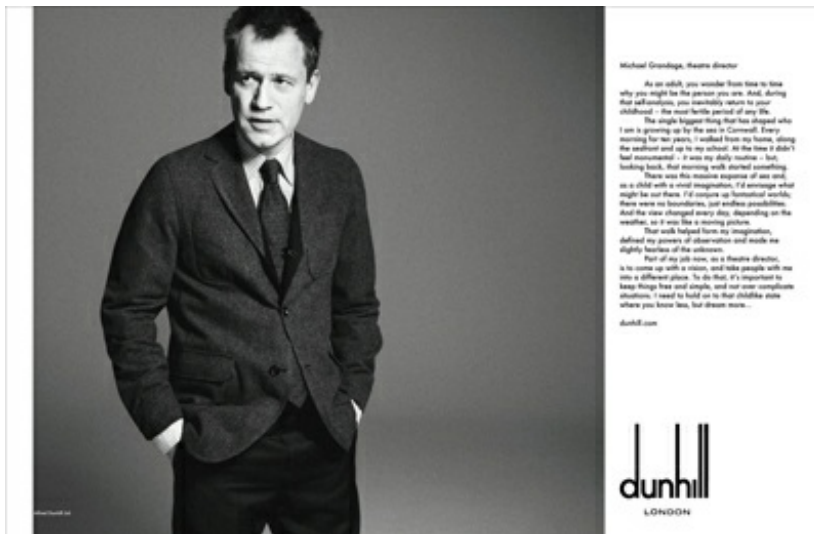 Michael Grandage, theatre director
As an adult, you wonder from time to time
why you might be the person you are. And, during
that self-analysis, you inevitably return to your
childhood – the most fertile period of any life.
The single biggest thing that has shaped who
I am is growing up by the sea in Cornwall. Every
morning for ten years, I walked from my home, along
the seafront and up to my school. At the time it didn't
feel monumental – it was my daily routine – but,
looking back, that morning walk started something.
There was this massive expanse of sea and,
as a child with a vivid imagination, I'd envisage what
might be out there. I'd conjure up fantastical worlds;
there were no boundaries, just endless possibilities.
And the view changed every day, depending on the
weather, so it was like a moving picture.
That walk helped form my imagination,
defined my powers of observation and made me
slightly fearless of the unknown.
Part of my job now, as a theatre director,
is to come up with a vision, and take people with me
into a different place. To do that, it's important to
keep things free and simple, and not over complicate
situations. I need to hold on to that childlike state
where you know less, but dream more...
dunhill.com
dunhill
LONDON